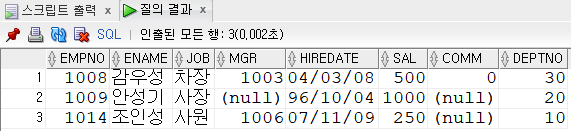 스크립트 출력 × 질의 결과 ×
SQL | 인출된 모든 행: 3(0,002초)
EMPNO ENAME JOB MGR HIREDATE SAL COMM DEPTNO
1 1008 감우성 차장 1003 04/03/08 500 0 30
2 1009 안성기 사장 (null) 96/10/04 1000 (null) 20
3 1014 조인성 사원 1006 07/11/09 250 (null) 10